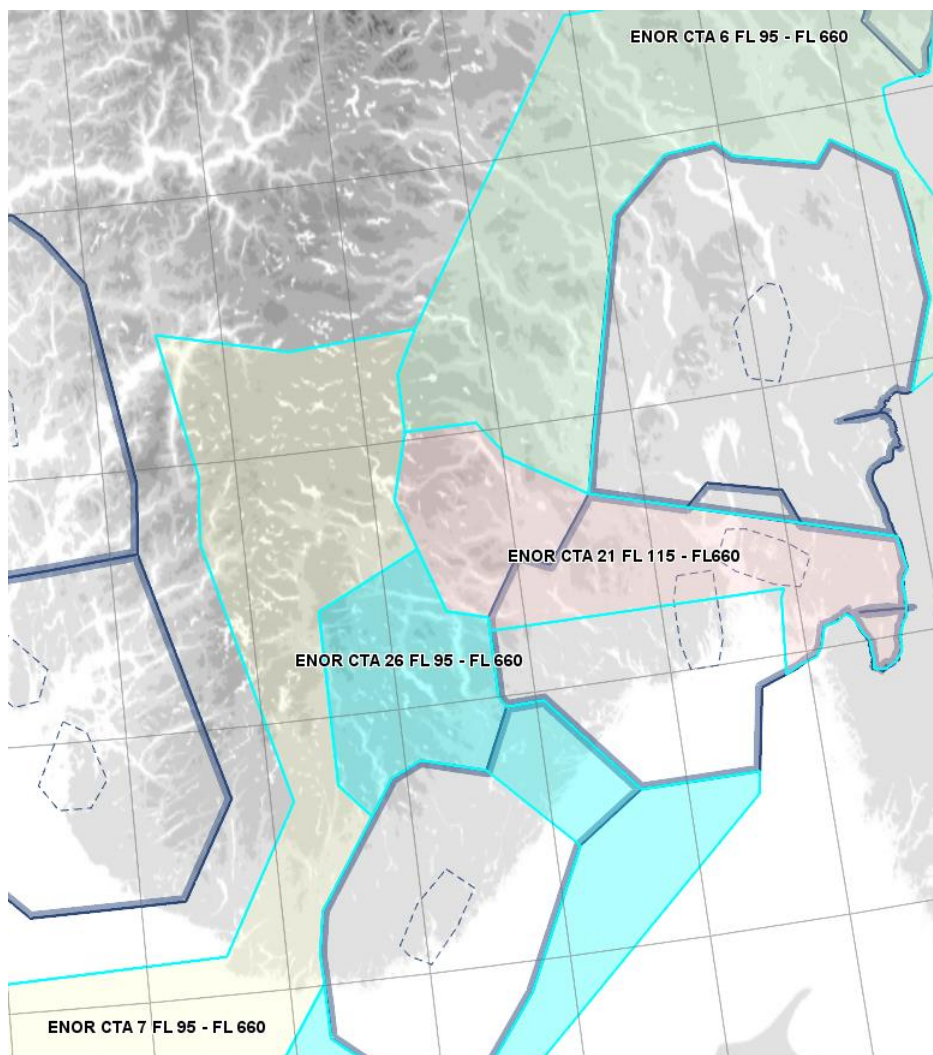 ENOR CTA 6 FL 95 - FL 660
ENOR CTA 21 FL 115 - FL660
ENOR CTA 26 FL 95 - FL 660
ENOR CTA 7 FL 95 - FL 660